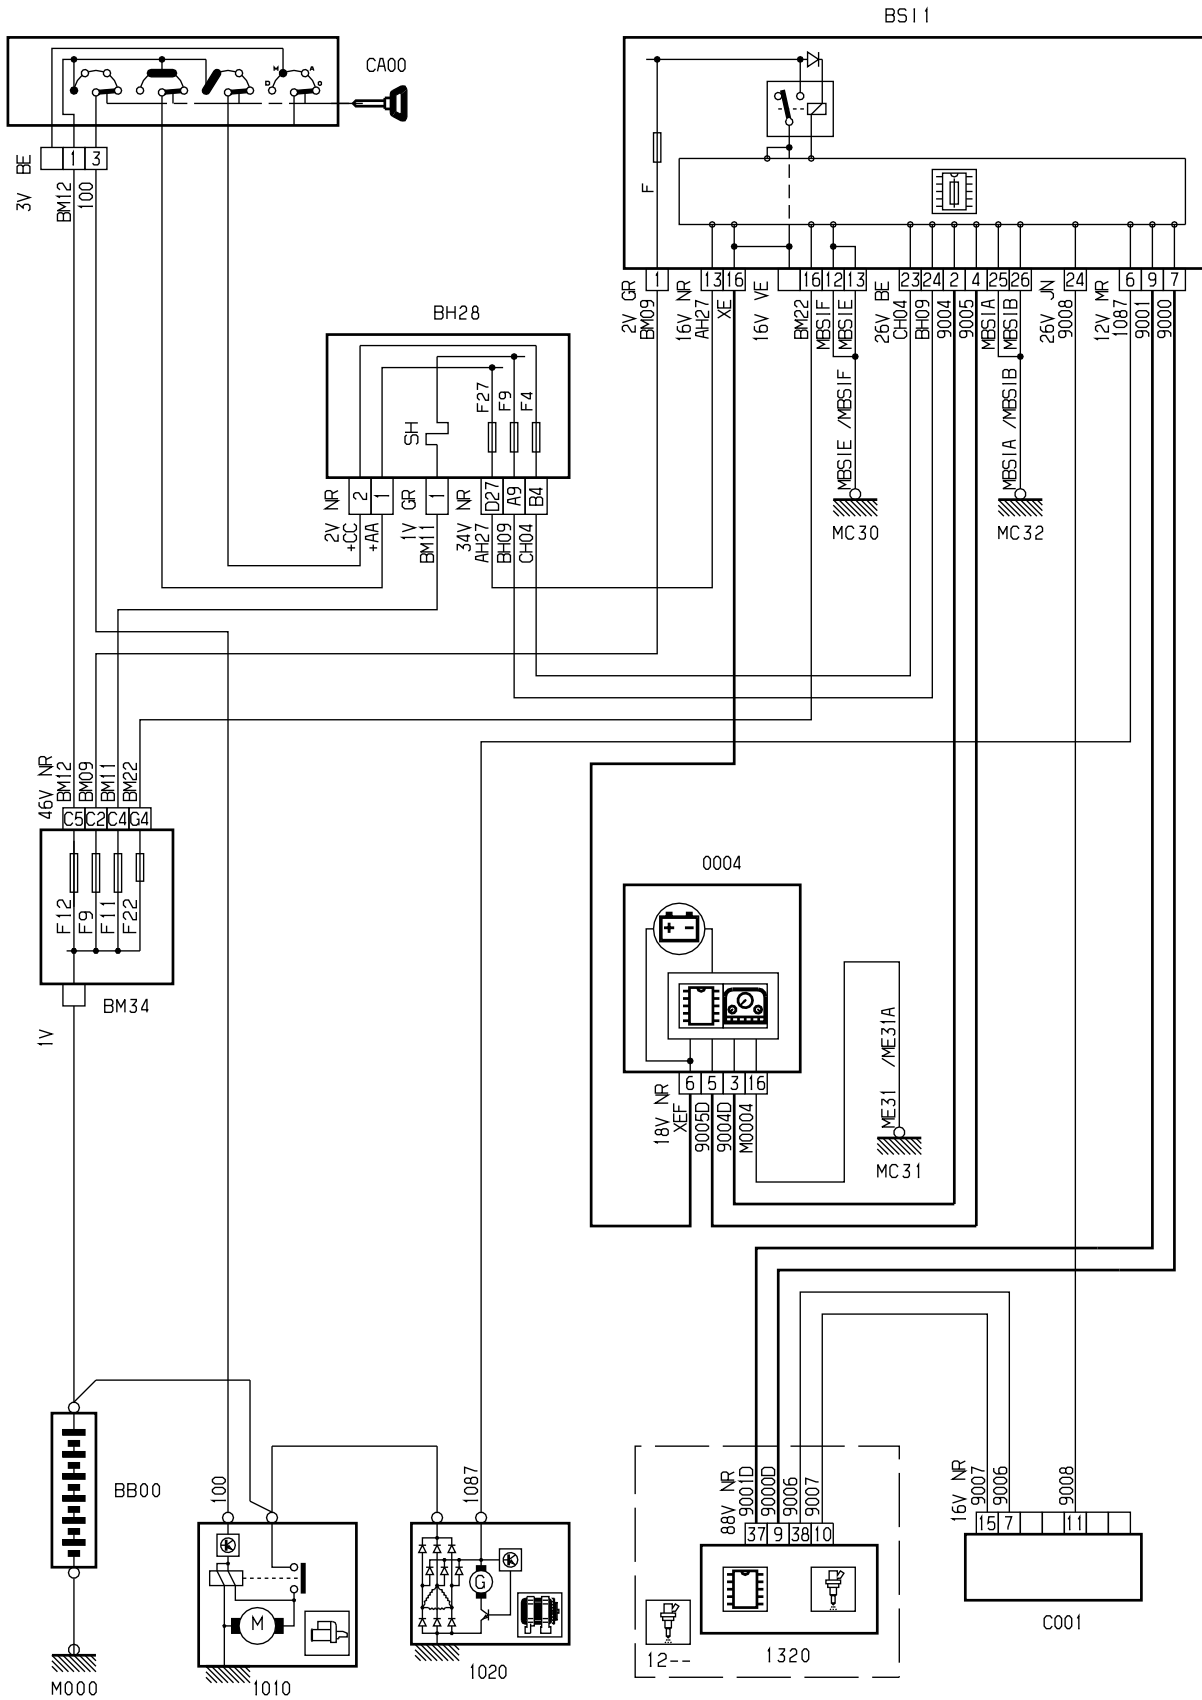 BSI1
CA00
M
A
D
O
1 3
3V BE
BM12
100
F
1 13 16 16 12 13 23 24 2 4 25 26 24 6 9 7
2V GR
BM09
16V NR
AH27
XE
16V VE
BM22
MBSIF
MBSIE
26V BE
CH04
BH09
9004
9005
MBSIA
MBSIB
26V JN
9008
12V MR
1087
9001
9000
MBSIE /MBSIF
MBSIA /MBSIB
MC30
MC32
BH28
SH
F27
F9
F4
2 1 1 D27 A9 B4
2V NR
+CC
+AA
1V GR
BM11
34V NR
AH27
BH09
CH04
46V NR
BM12
BM09
BM11
BM22
C5 C2 C4 G4
F12
F9
F11
F22
BM34
1V
0004
+ -
6 5 3 16
18V NR
XEF
9005D
9004D
M0004
ME31 /ME31A
MC31
BB00
M000
100
M
1010
1087
G
1020
88V NR
9001D
9000D
9006
9007
37 9 38 10
12--
1320
16V NR
9007
9006
9008
15 7 11
C001